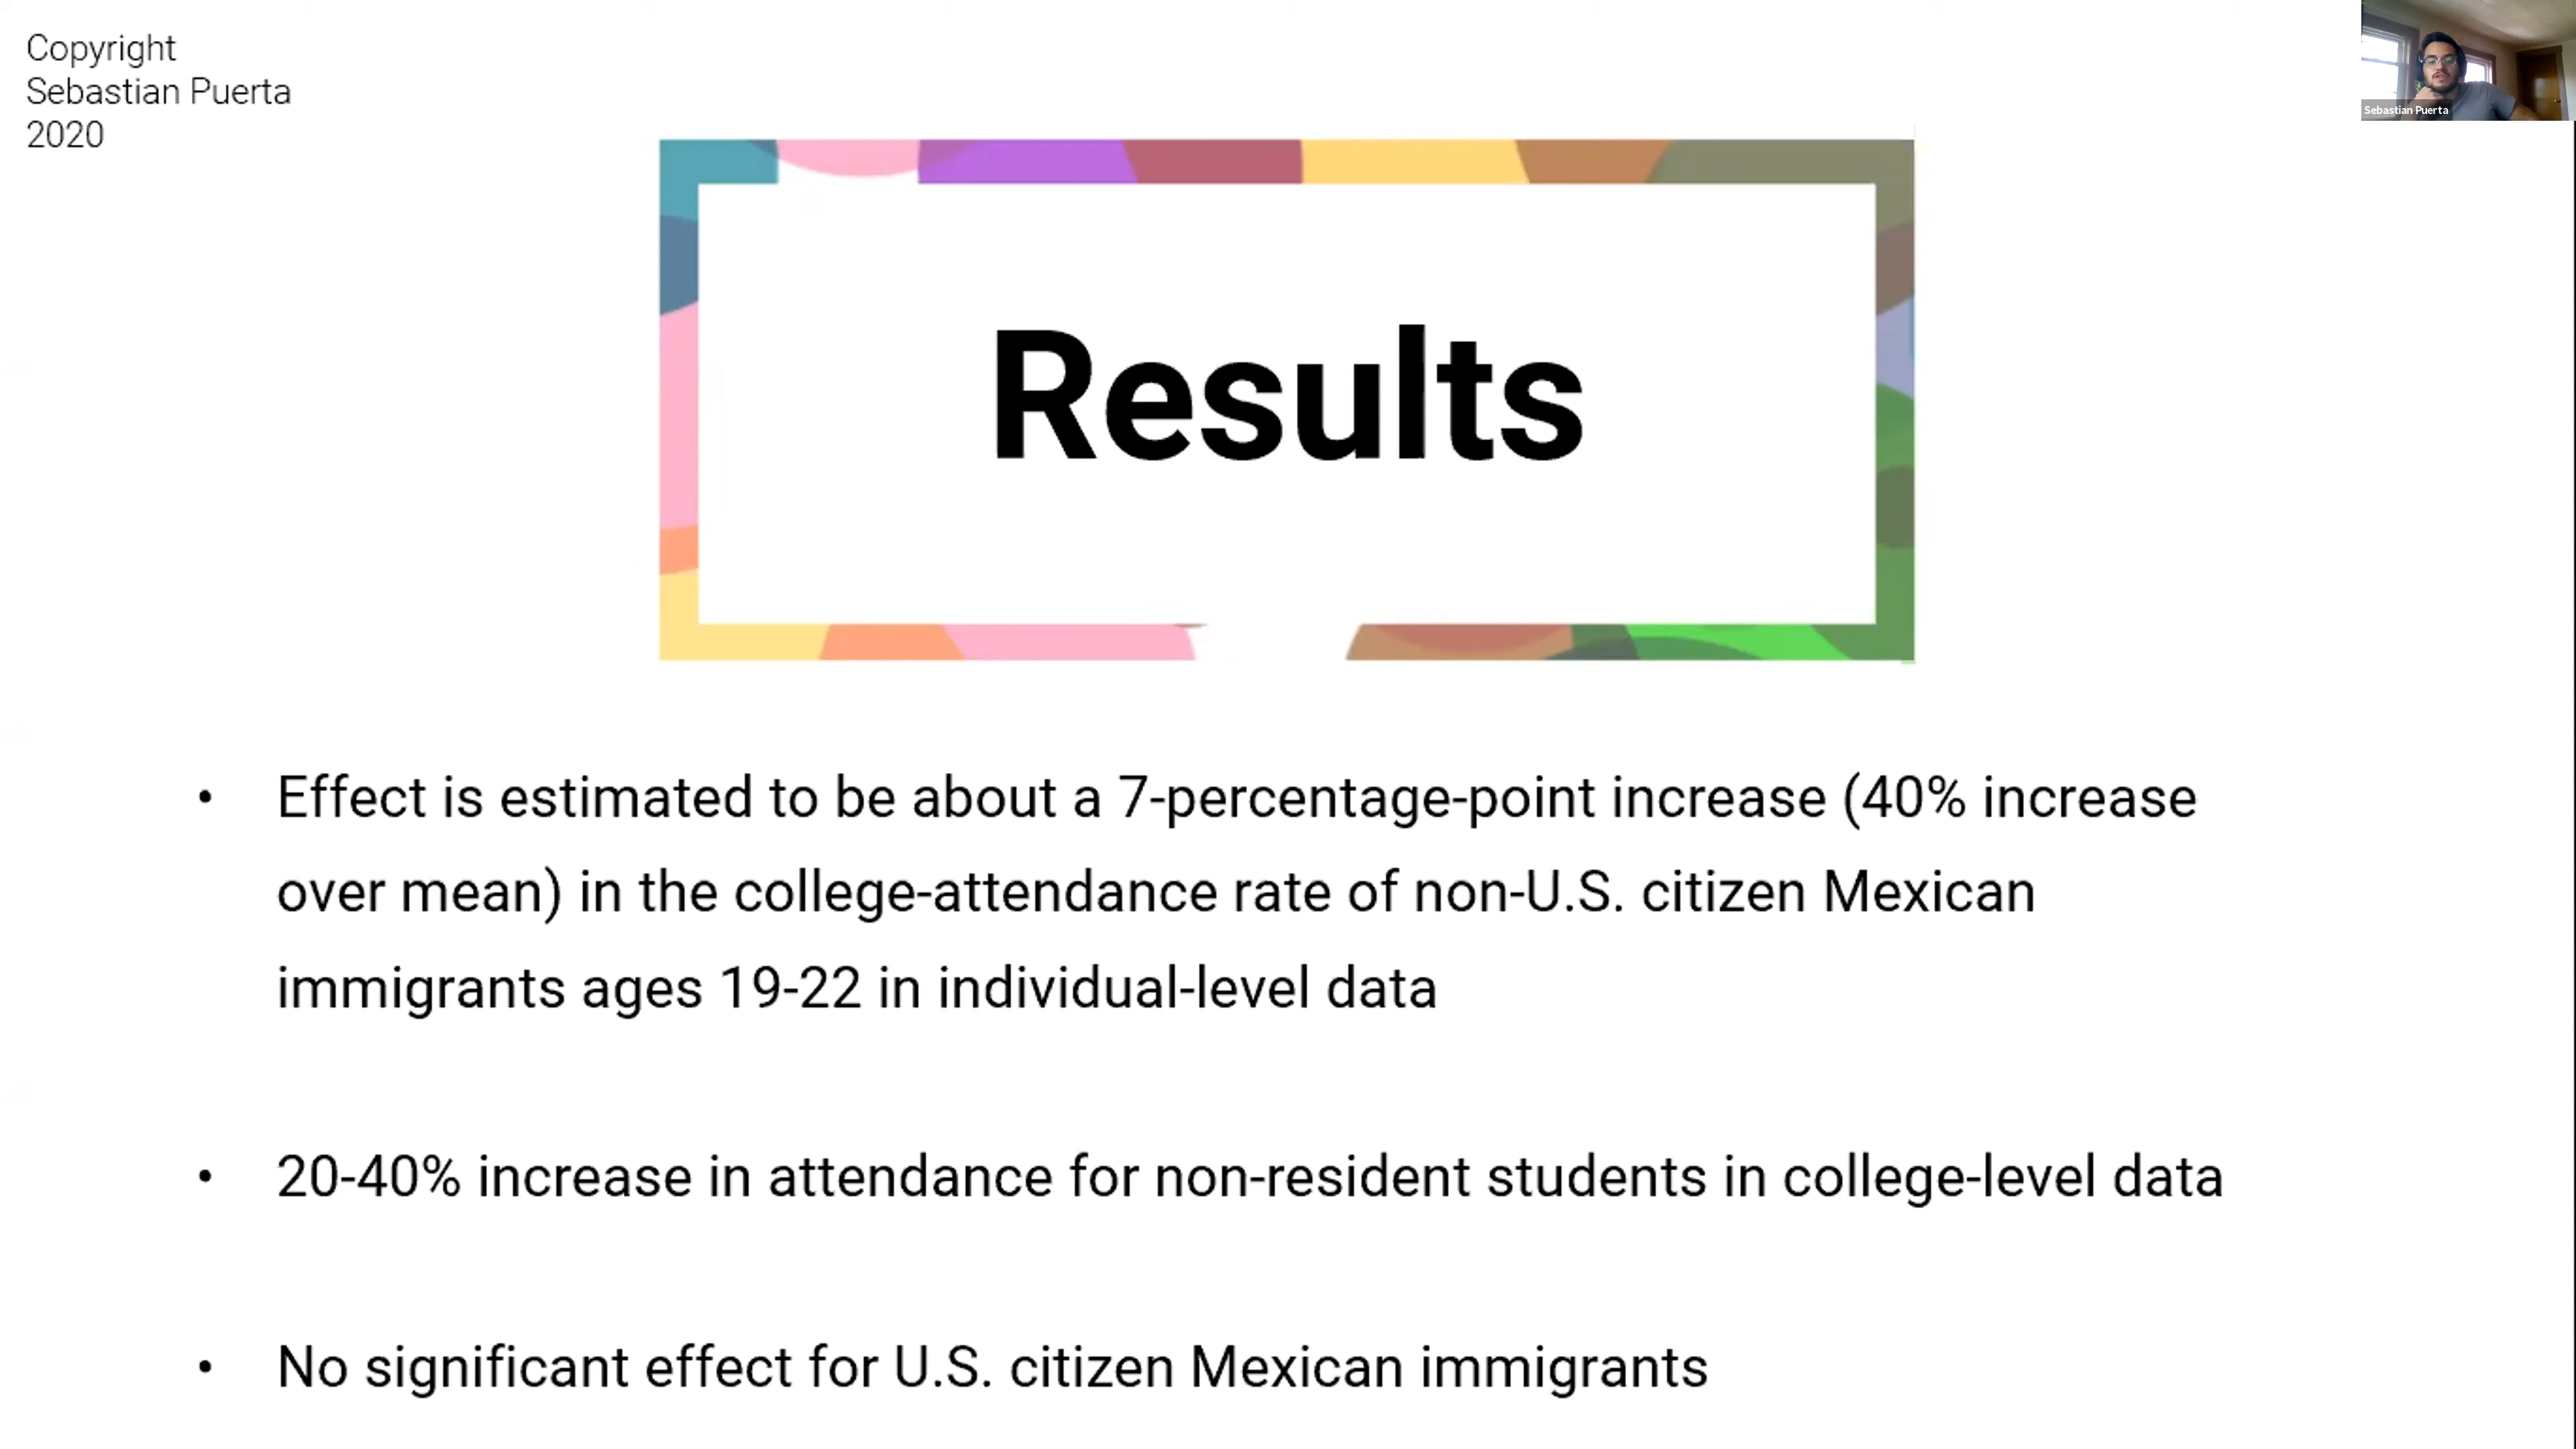 Copyright
Sebastian Puerta
2020
Sebastian Puerta
Results
• Effect is estimated to be about a 7-percentage-point increase (40% increase
over mean) in the college-attendance rate of non-U.S. citizen Mexican
immigrants ages 19-22 in individual-level data
• 20-40% increase in attendance for non-resident students in college-level data
• No significant effect for U.S. citizen Mexican immigrants